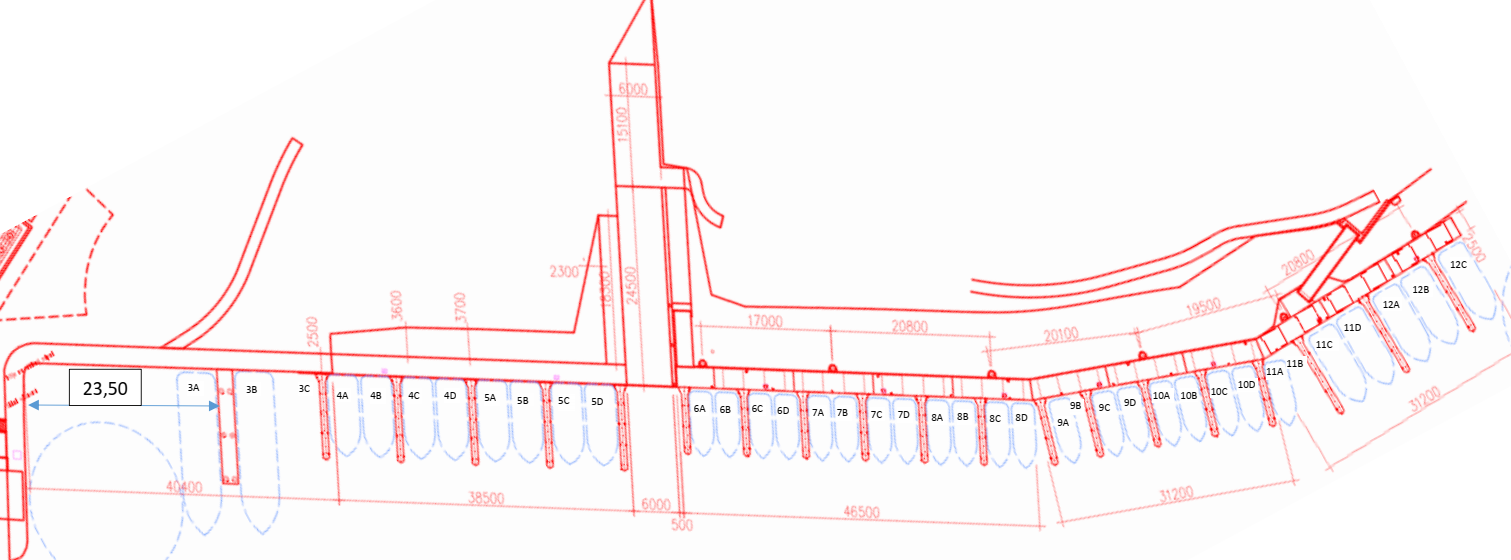 6000
15100
23,50
3A
3B
3C
4A
4B
4C
4D
5A
5B
5C
5D
6A
6B
6C
6D
7A
7B
7C
7D
8A
8B
8C
8D
9A
9B
9C
9D
10A
10B
10C
10D
11A
11B
11C
11D
12A
12B
12C
2500
3600
3700
2300
18300
24500
17000
20800
20100
19500
20800
2500
40400
38500
6000
500
46500
31200
31200